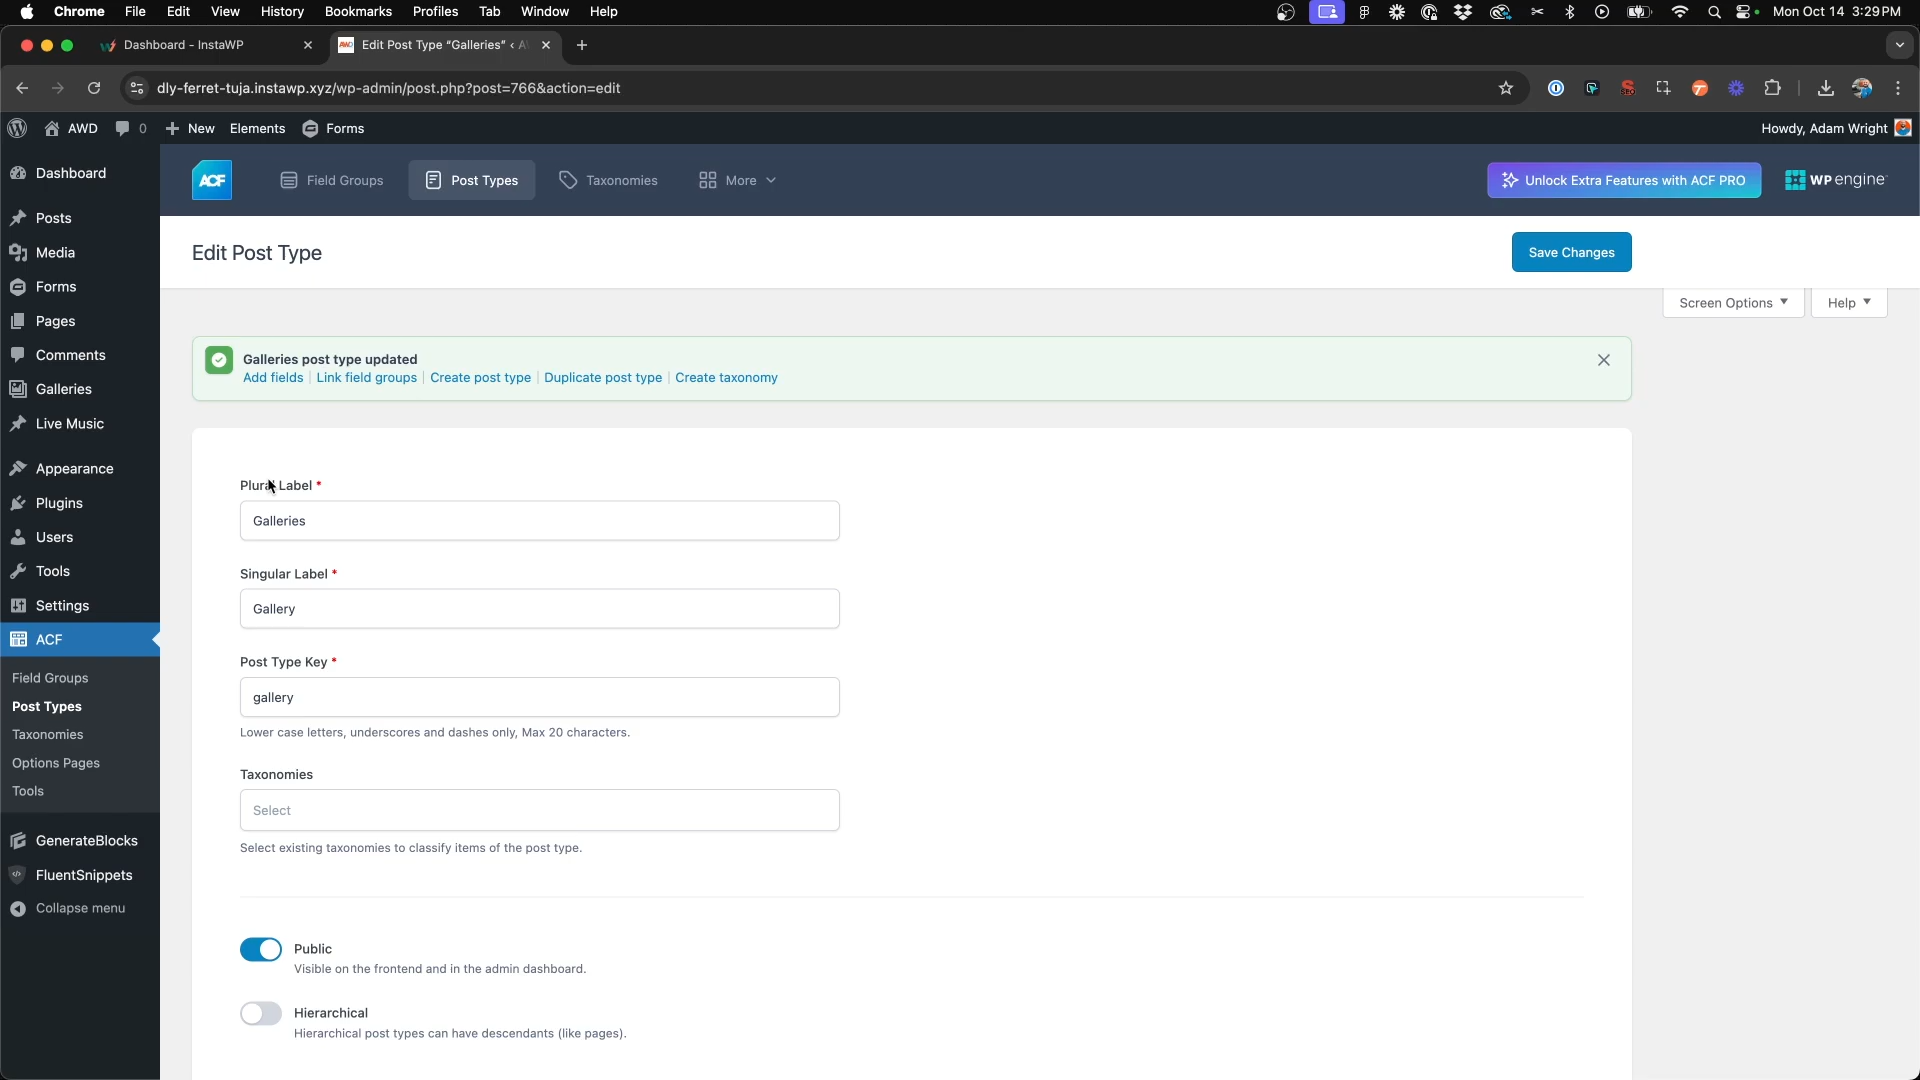 Chrome File Edit View History Bookmarks Profiles Tab Window Help Mon Oct 14 3:29 PM
Dashboard - InstaWP Edit Post Type "Galleries" ‹ A
dly-ferret-tuja.instawp.xyz/wp-admin/post.php?post=766&action=edit
AWD 0 New Elements Forms Howdy, Adam Wright
Dashboard
Posts
Media
Forms
Pages
Comments
Galleries
Live Music
Appearance
Plugins
Users
Tools
Settings
ACF
Field Groups
Post Types
Taxonomies
Options Pages
Tools
GenerateBlocks
FluentSnippets
Collapse menu
ACF Field Groups Post Types Taxonomies More Unlock Extra Features with ACF PRO WP engine
Edit Post Type Save Changes
Screen Options Help
Galleries post type updated
Add fields Link field groups Create post type Duplicate post type Create taxonomy
Plural Label *
Galleries
Singular Label *
Gallery
Post Type Key *
gallery
Lower case letters, underscores and dashes only, Max 20 characters.
Taxonomies
Select
Select existing taxonomies to classify items of the post type.
Public
Visible on the frontend and in the admin dashboard.
Hierarchical
Hierarchical post types can have descendants (like pages).